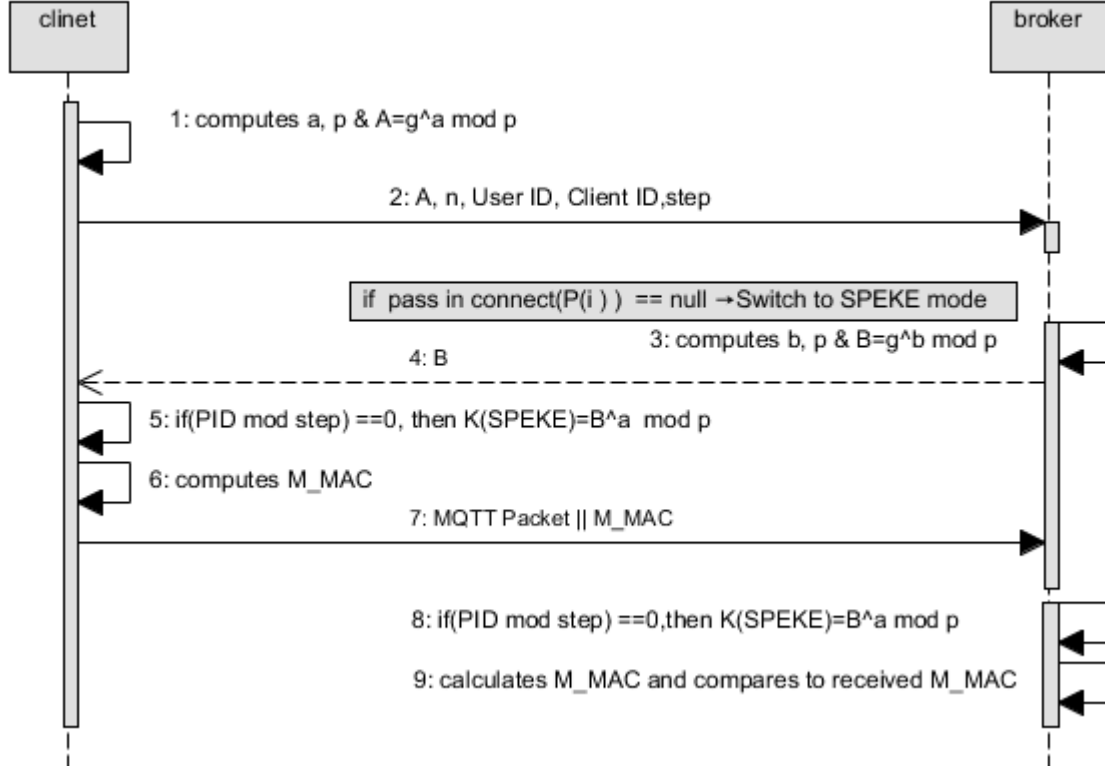 clinet
broker
1: computes a, p & A=g^a mod p
2: A, n, User ID, Client ID,step
if pass in connect(P(i ) ) == null →Switch to SPEKE mode
3: computes b, p & B=g^b mod p
4: B
5: if(PID mod step) ==0, then K(SPEKE)=B^a mod p
6: computes M_MAC
7: MQTT Packet || M_MAC
8: if(PID mod step) ==0,then K(SPEKE)=B^a mod p
9: calculates M_MAC and compares to received M_MAC